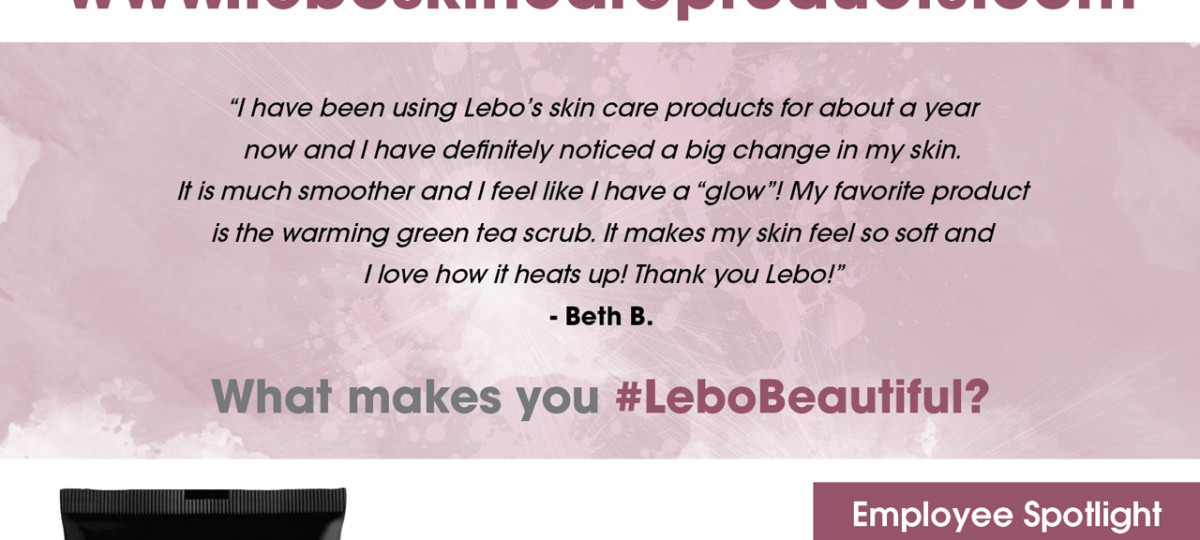 www.leboskincareproducts.com
“I have been using Lebo’s skin care products for about a year
now and I have definitely noticed a big change in my skin.
It is much smoother and I feel like I have a “glow”! My favorite product
is the warming green tea scrub. It makes my skin feel so soft and
I love how it heats up! Thank you Lebo!”
- Beth B.
What makes you #LeboBeautiful?
Employee Spotlight